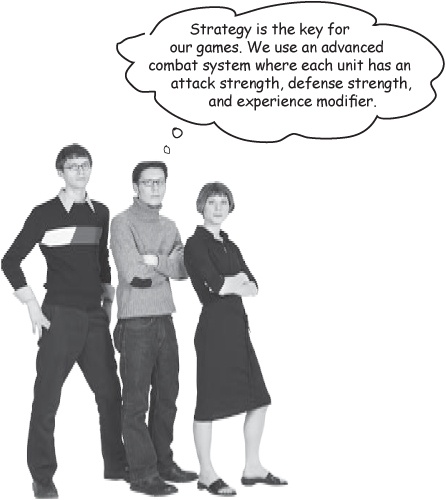 Strategy is the key for
our games. We use an advanced
combat system where each unit has an
attack strength, defense strength,
and experience modifier.